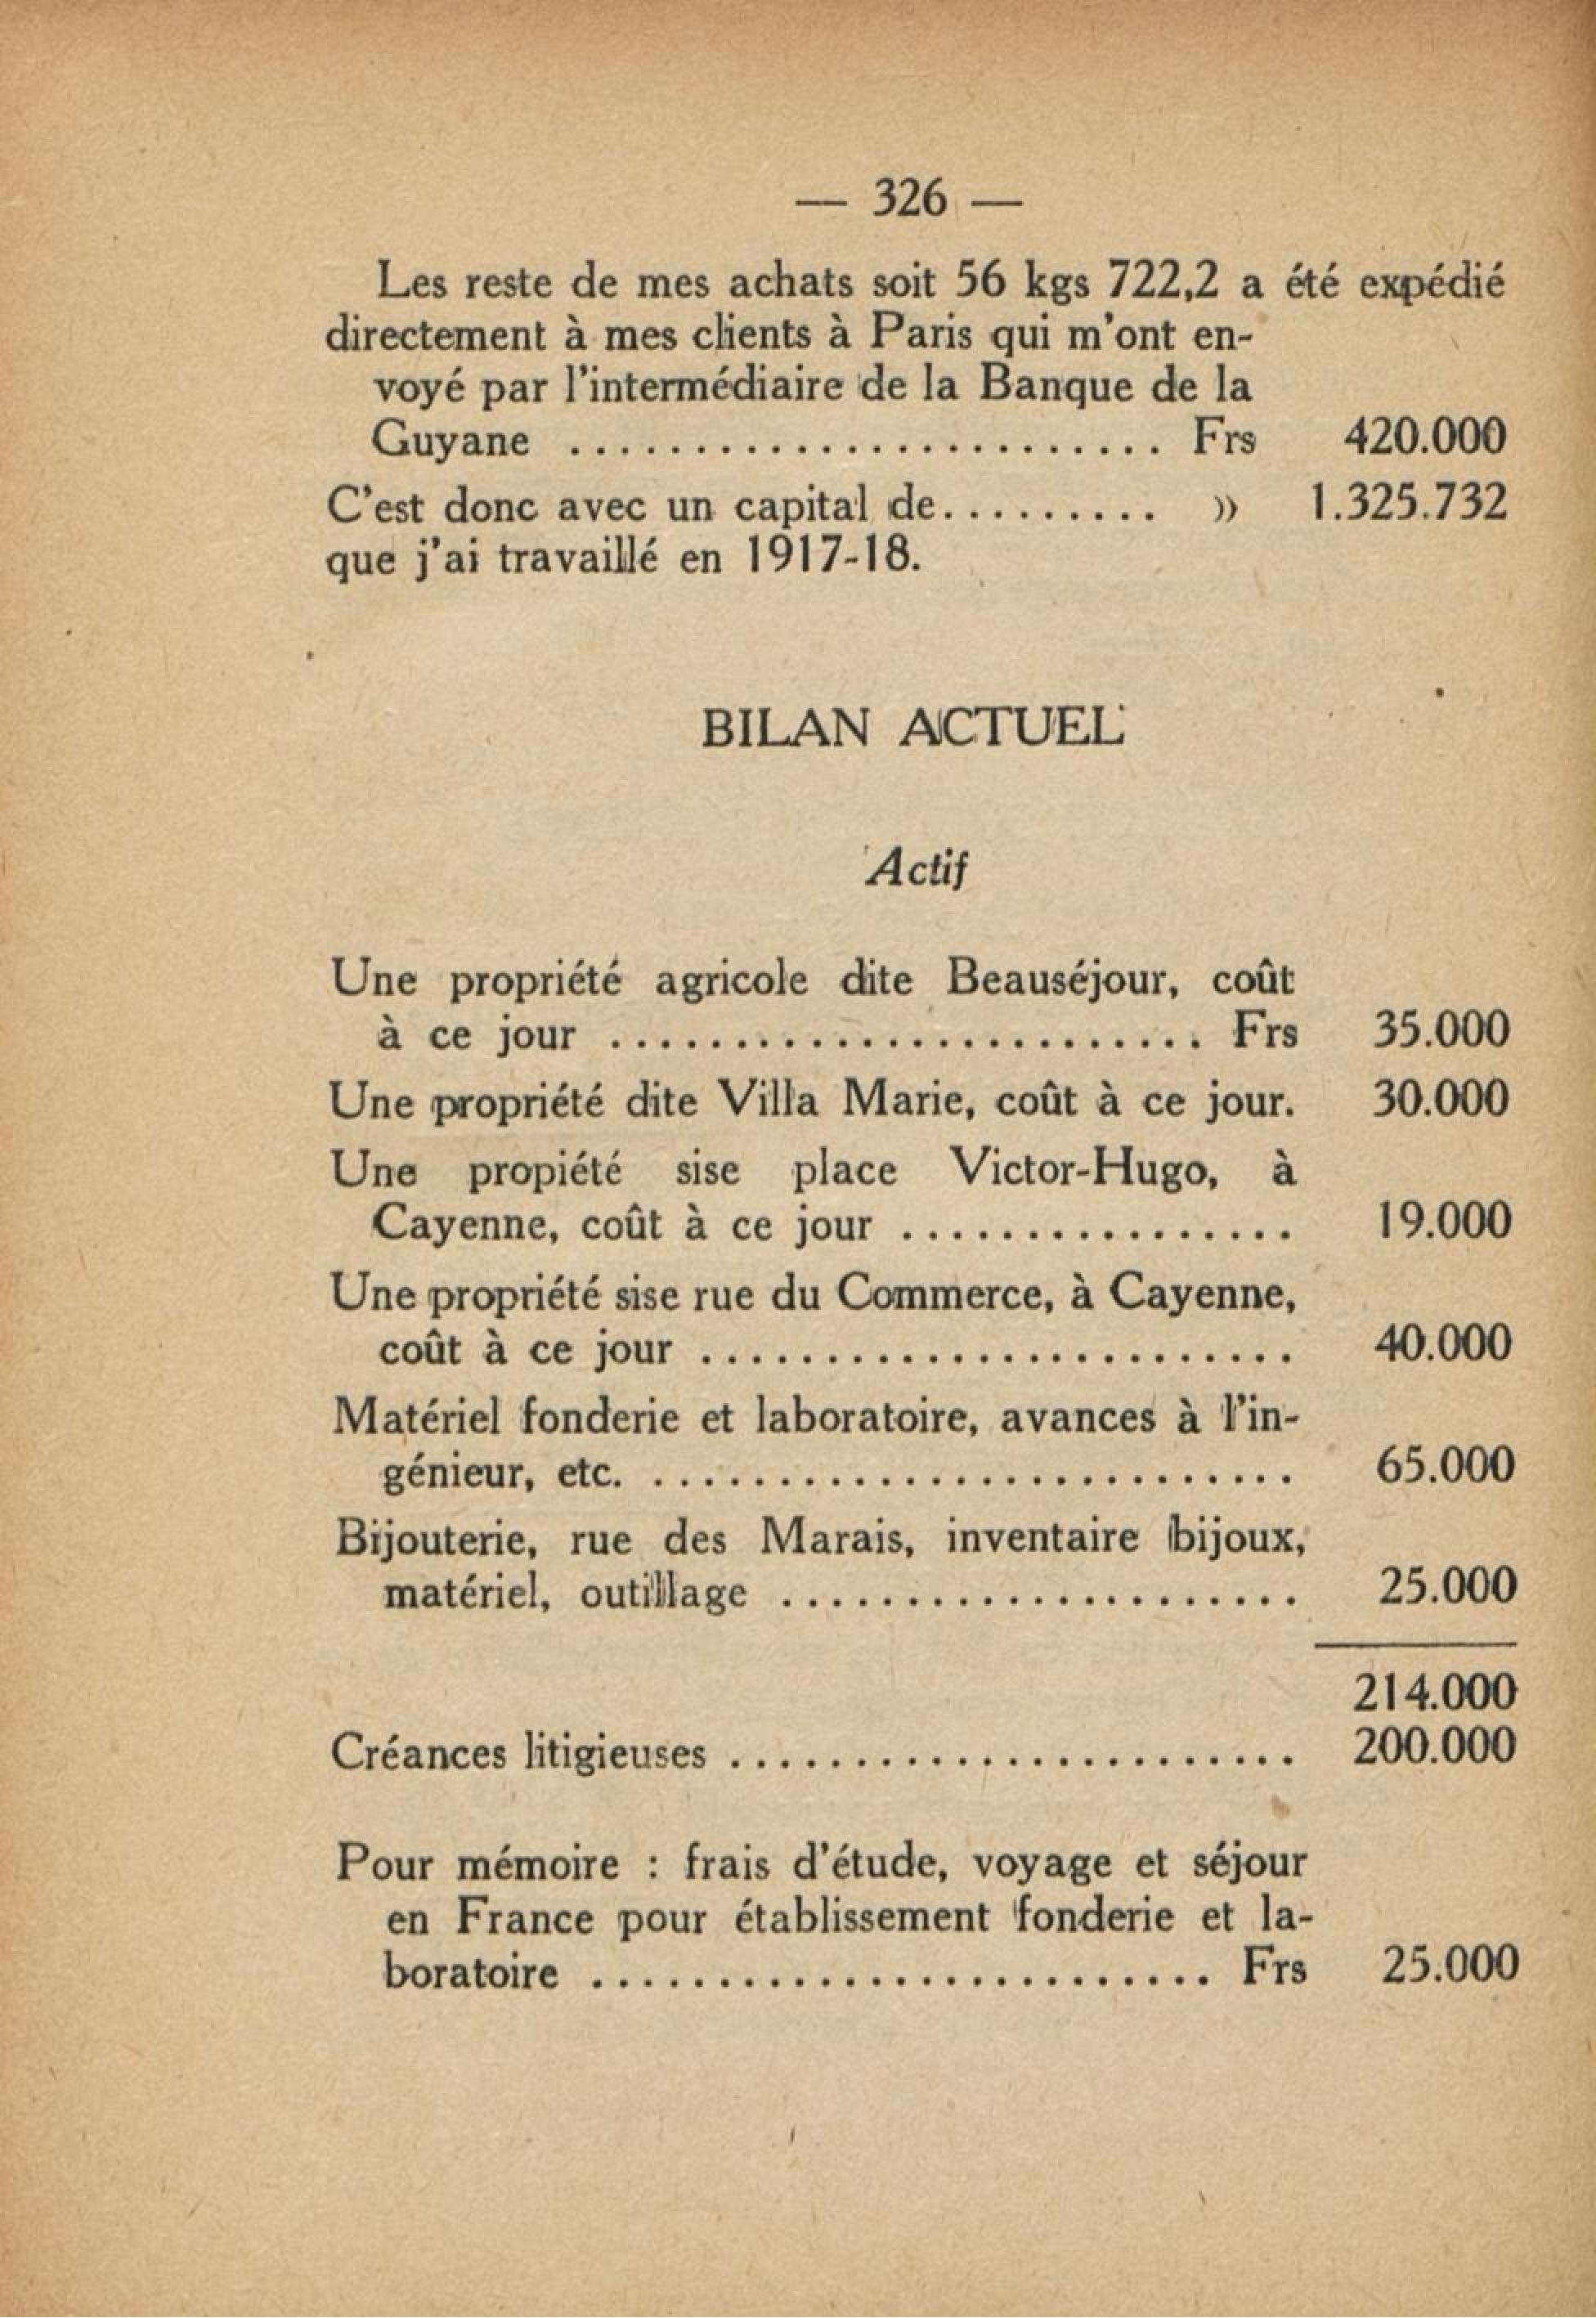 — 326 —
Les reste de mes achats soit 56 kgs 722,2 a été expédié
directement à mes clients à Paris qui m'ont en-
voyé par l'intermédiaire de la Banque de la
Guyane ........................ Frs 420.000
C'est donc avec un capital de......... » 1.325.732
que j'ai travaillé en 1917-18.
BILAN ACTUEL
Actif
Une propriété agricole dite Beauséjour, coût
à ce jour ........................ Frs 35.000
Une propriété dite Villa Marie, coût à ce jour. 30.000
Une propiété sise place Victor-Hugo, à
Cayenne, coût à ce jour ................ 19.000
Une propriété sise rue du Commerce, à Cayenne,
coût à ce jour ........................ 40.000
Matériel fonderie et laboratoire, avances à l'in-
génieur, etc. .......................... 65.000
Bijouterie, rue des Marais, inventaire bijoux,
matériel, outillage ..................... 25.000
214.000
Créances litigieuses ....................... 200.000
Pour mémoire : frais d'étude, voyage et séjour
en France pour établissement fonderie et la-
boratoire ......................... Frs 25.000